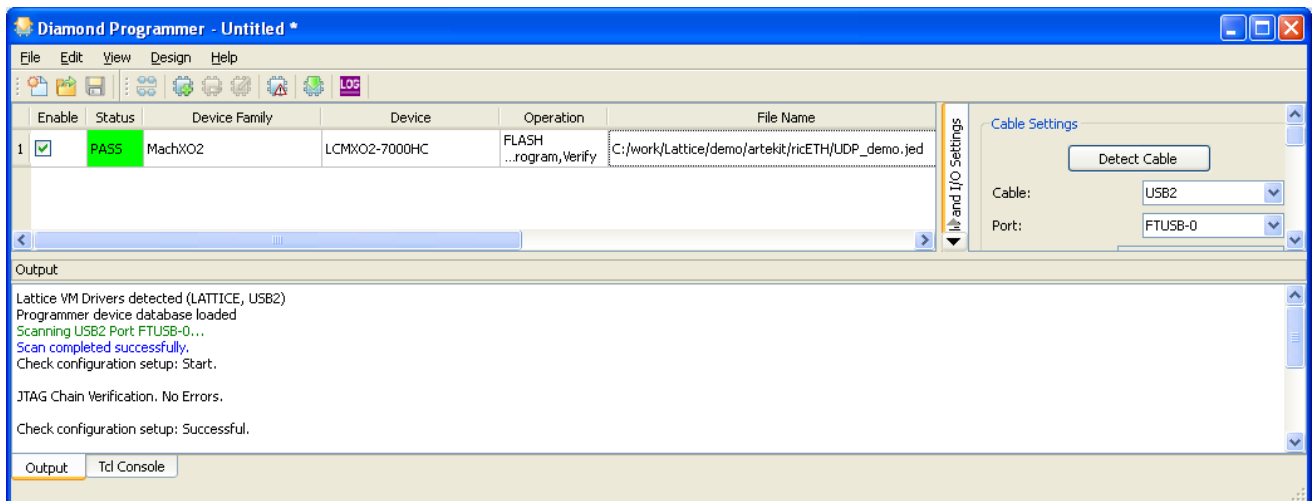 Diamond Programmer - Untitled *
File Edit View Design Help
LOG
Enable Status Device Family Device Operation File Name
1 PASS MachXO2 LCMXO2-7000HC FLASH ...rogram,Verify C:/work/Lattice/demo/artekit/ricETH/UDP_demo.jed
and I/O Settings
Cable Settings
Detect Cable
Cable: USB2
Port: FTUSB-0
Output
Lattice VM Drivers detected (LATTICE, USB2)
Programmer device database loaded
Scanning USB2 Port FTUSB-0...
Scan completed successfully.
Check configuration setup: Start.
JTAG Chain Verification. No Errors.
Check configuration setup: Successful.
Output Tcl Console